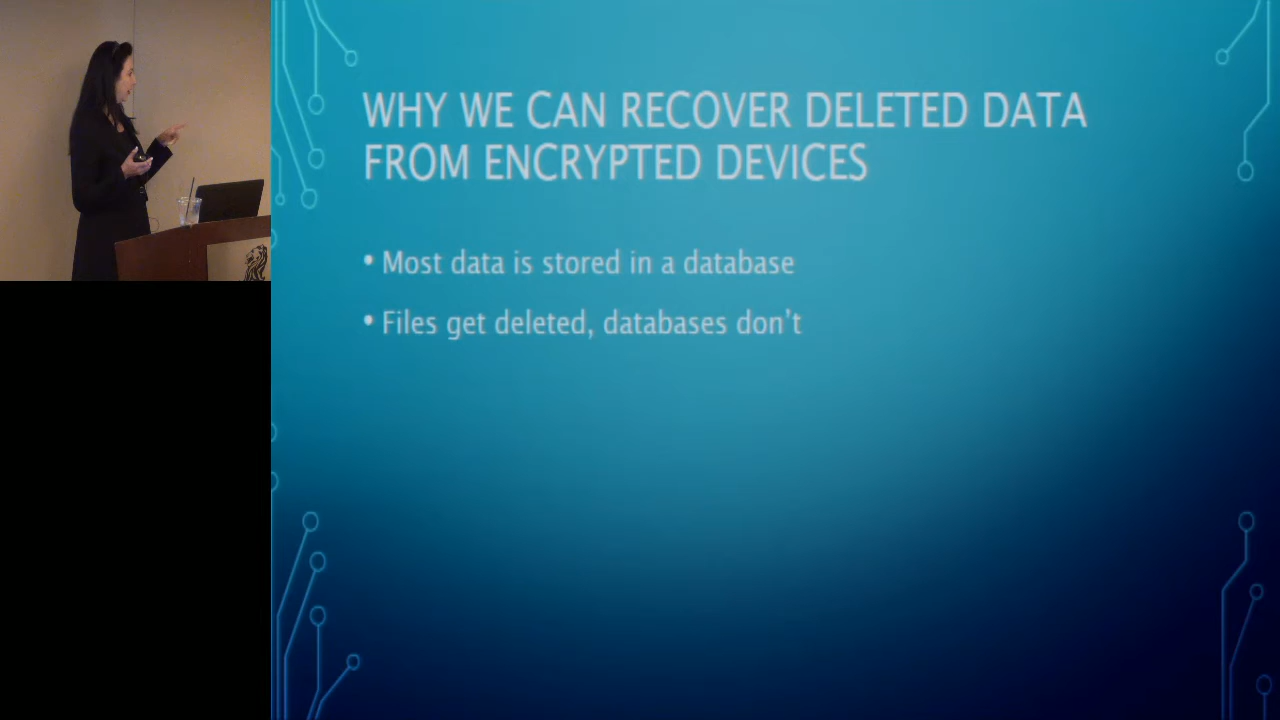 WHY WE CAN RECOVER DELETED DATA
FROM ENCRYPTED DEVICES
• Most data is stored in a database
• Files get deleted, databases don't